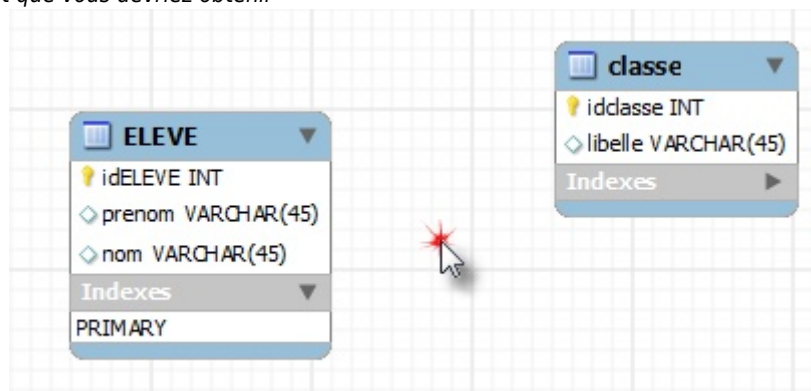 que vous devriez obtenir
ELEVE
idELEVE INT
prenom VARCHAR(45)
nom VARCHAR(45)
Indexes
PRIMARY
classe
idclasse INT
libelle VARCHAR(45)
Indexes